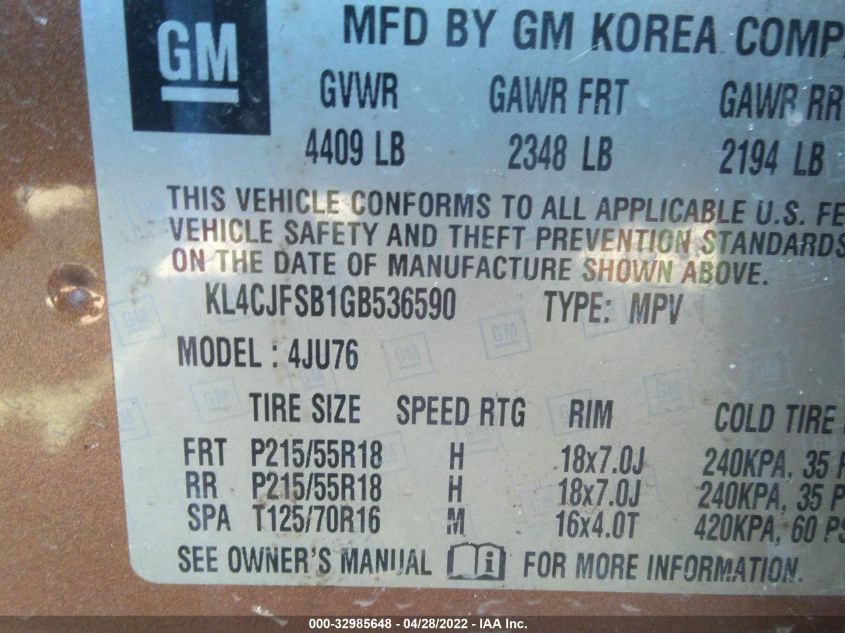 GM
MFD BY GM KOREA
GVWR GAWR FRT GAWR RR
4409 LB 2348 LB 2194 LB
THIS VEHICLE CONFORMS TO ALL APPLICABLE U.S.
VEHICLE SAFETY AND THEFT PREVENTION STANDARDS
ON THE DATE OF MANUFACTURE SHOWN ABOVE.
KL4CJFSB1GB536590 TYPE: MPV
MODEL : 4JU76
TIRE SIZE SPEED RTG RIM COLD TIRE
FRT P215/55R18 H 18x7.0J 240KPA, 35
RR P215/55R18 H 18x7.0J 240KPA, 35
SPA T125/70R16 M 16x4.0T 420KPA, 60
SEE OWNER'S MANUAL i FOR MORE INFORMATION.
000-32985648 - 04/28/2022 - IAA Inc.